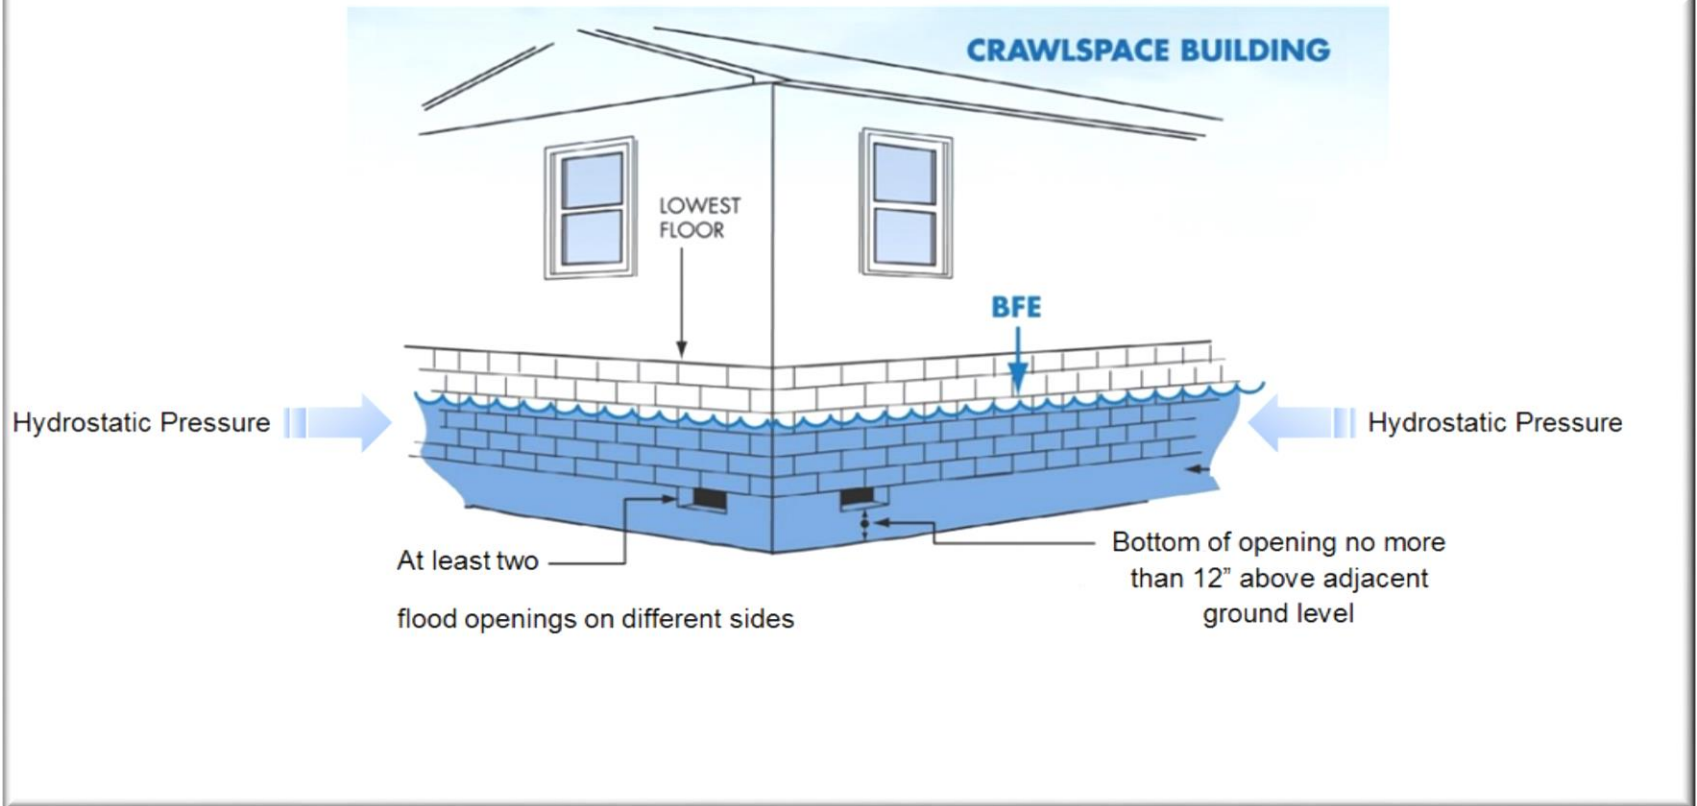 CRAWLSPACE BUILDING
LOWEST
FLOOR
BFE
Hydrostatic Pressure
Hydrostatic Pressure
At least two
flood openings on different sides
Bottom of opening no more
than 12” above adjacent
ground level